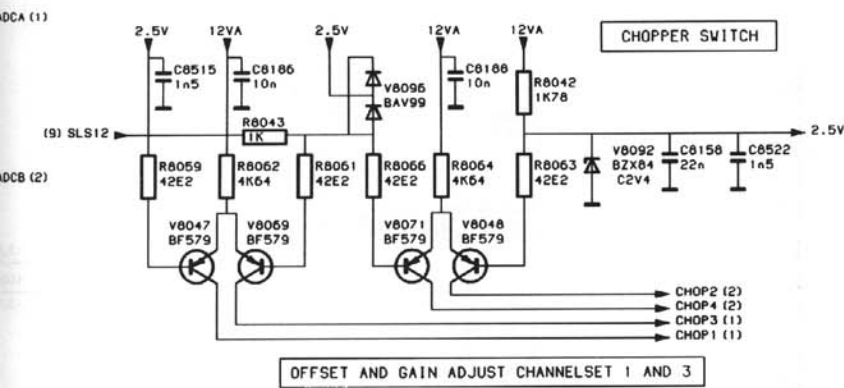 ADCA (1)
2.5V 12VA 2.5V 12VA 12VA
CHOPPER SWITCH
C8515
1n5
C8186
10n
V8096
BAV99
C8188
10n
R8042
1K78
(9) SLS12
R8043
1K
2.5V
ADCB (2)
R8059
42E2
R8062
4K64
R8061
42E2
R8066
42E2
R8064
4K64
R8063
42E2
V8092
BZX84
C2V4
C8158
22n
C8522
1n5
V8047
BF579
V8069
BF579
V8071
BF579
V8048
BF579
CHOP2 (2)
CHOP4 (2)
CHOP3 (1)
CHOP1 (1)
OFFSET AND GAIN ADJUST CHANNELSET 1 AND 3